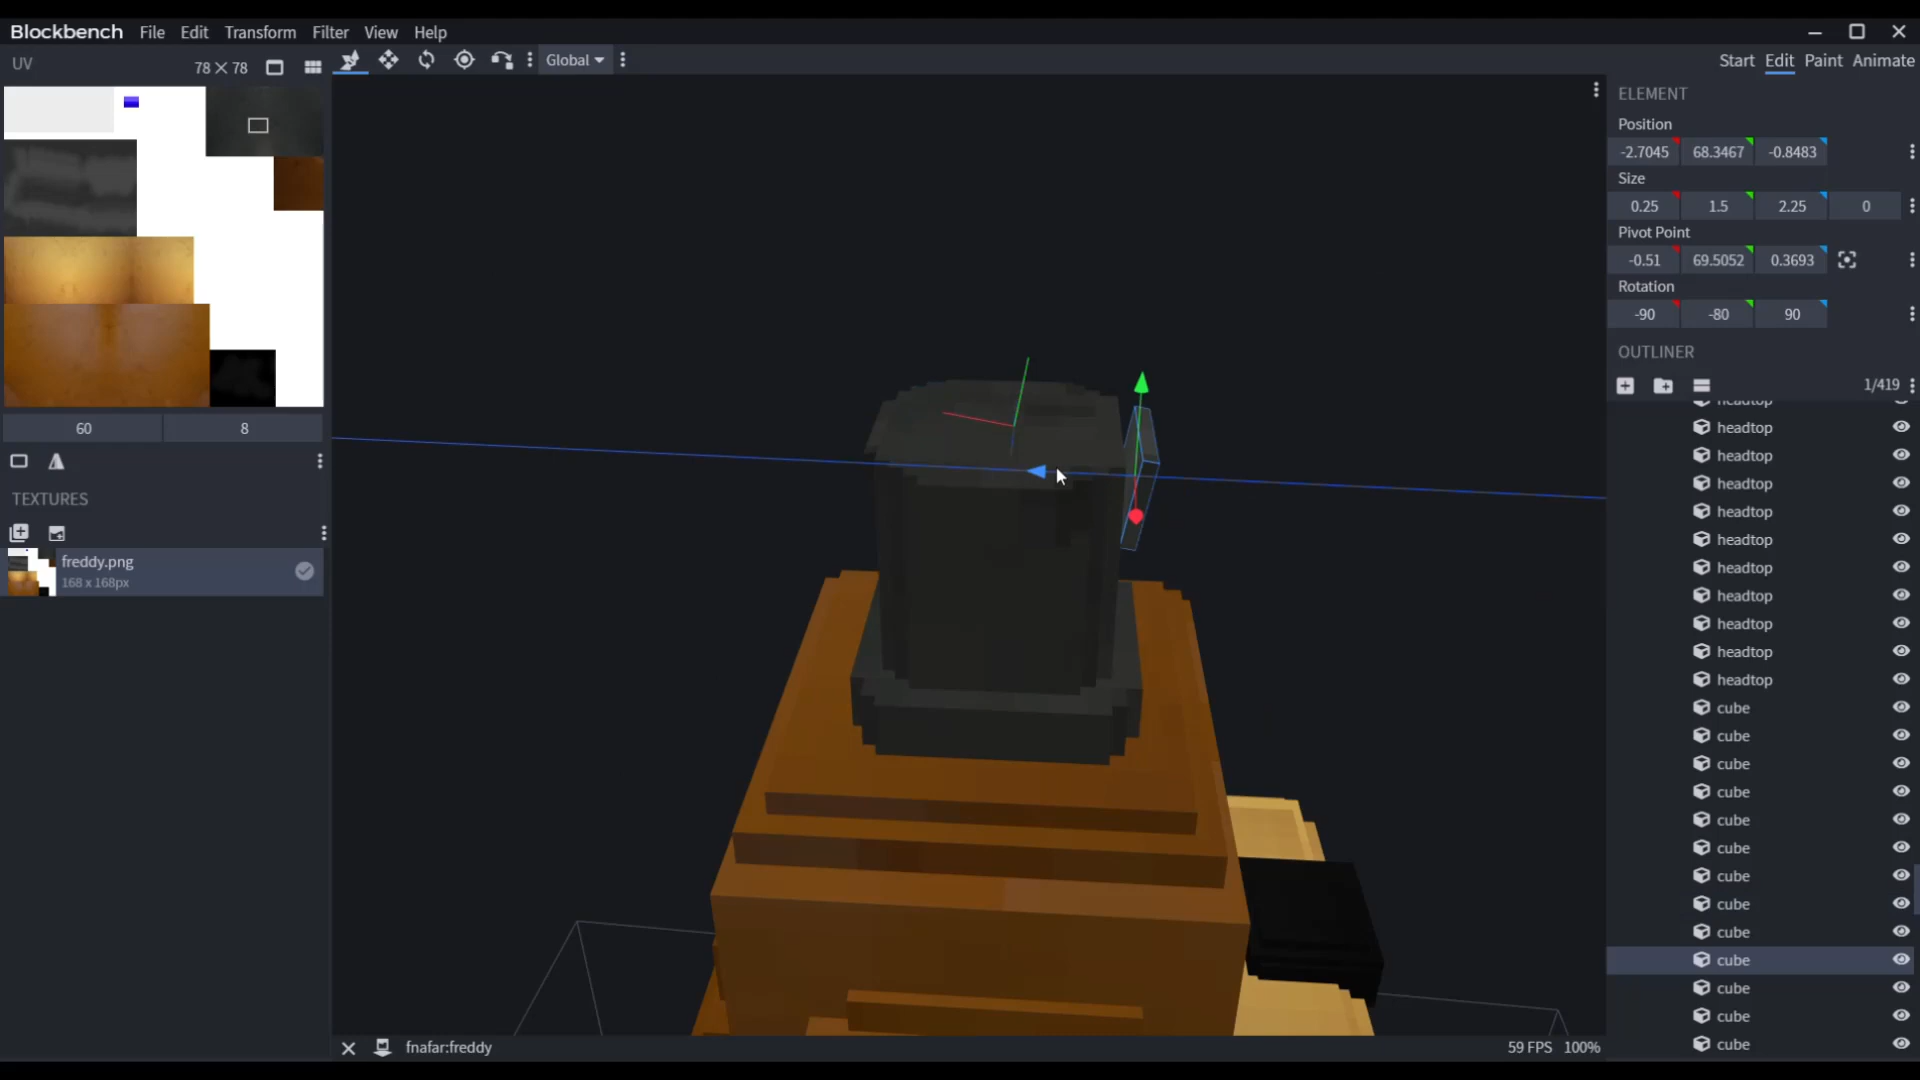 Blockbench File Edit Transform Filter View Help
UV 78 × 78
Global
Start Edit Paint Animate
ELEMENT
Position
-2.7045 68.3467 -0.8483
Size
0.25 1.5 2.25 0
Pivot Point
-0.51 69.5052 0.3693
Rotation
-90 -80 90
OUTLINER
1/419
headtop
headtop
headtop
headtop
headtop
headtop
headtop
headtop
headtop
headtop
headtop
cube
cube
cube
cube
cube
cube
cube
cube
cube
cube
cube
cube
cube
60 8
TEXTURES
freddy.png
168 x 168px
fnafar:freddy
59 FPS 100%